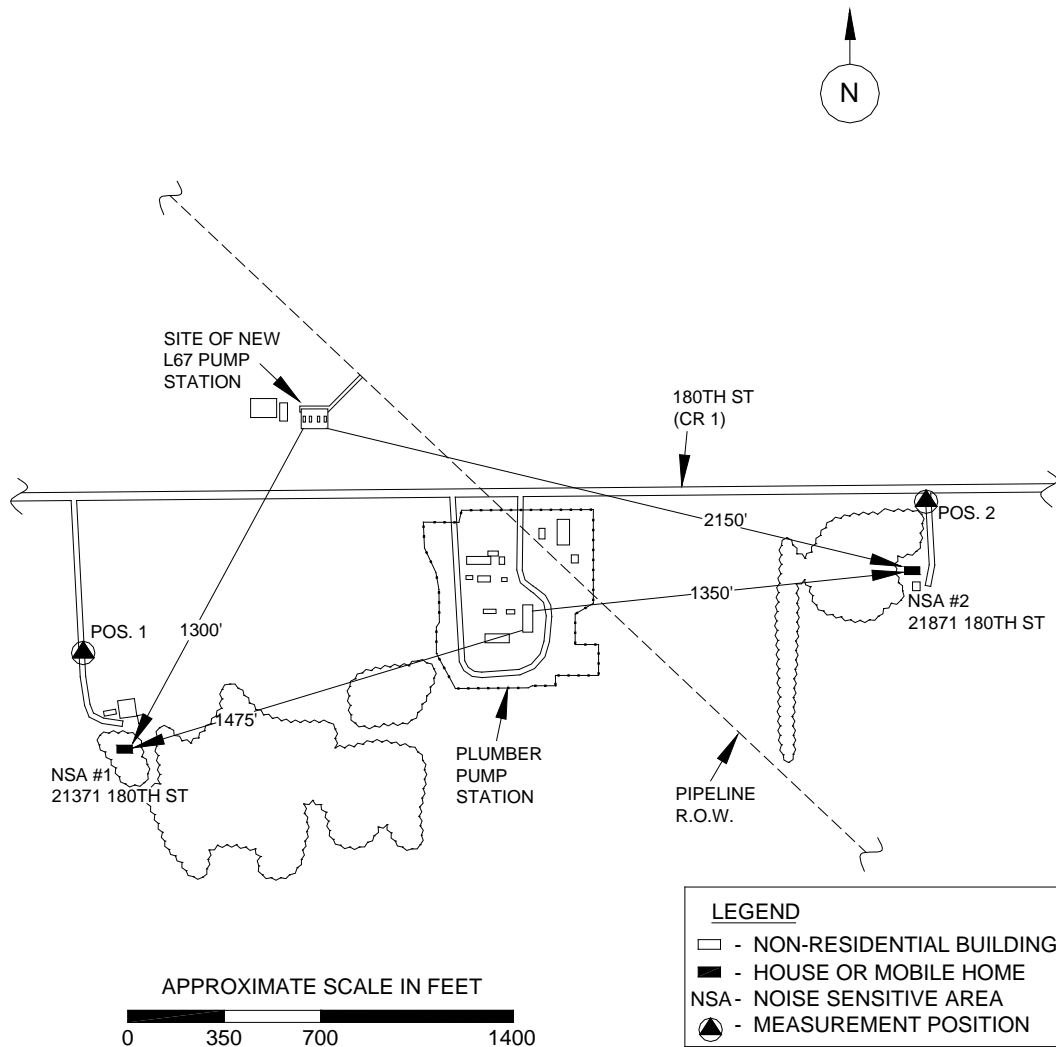 N
SITE OF NEW
L67 PUMP
STATION
180TH ST
(CR 1)
2150'
POS. 2
1350'
NSA #2
21871 180TH ST
POS. 1
1300'
1475'
NSA #1
21371 180TH ST
PLUMBER
PUMP
STATION
PIPELINE
R.O.W.
LEGEND
- NON-RESIDENTIAL BUILDING
- HOUSE OR MOBILE HOME
NSA - NOISE SENSITIVE AREA
- MEASUREMENT POSITION
APPROXIMATE SCALE IN FEET
0 350 700 1400